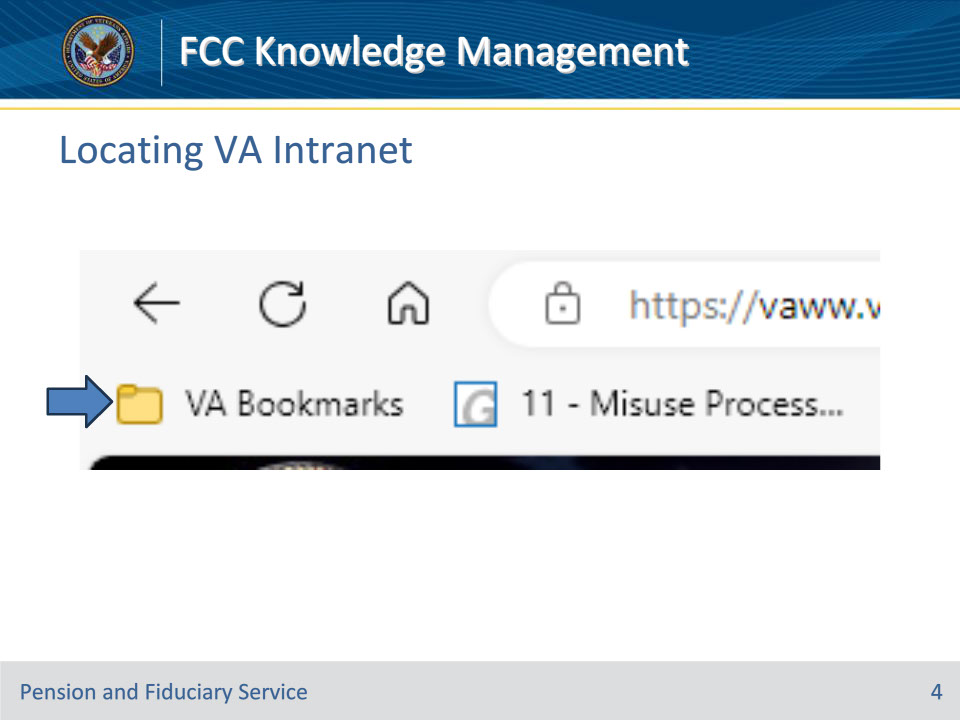 FCC Knowledge Management
Locating VA Intranet
https://vaww.v
VA Bookmarks
11 - Misuse Process...
Pension and Fiduciary Service
4